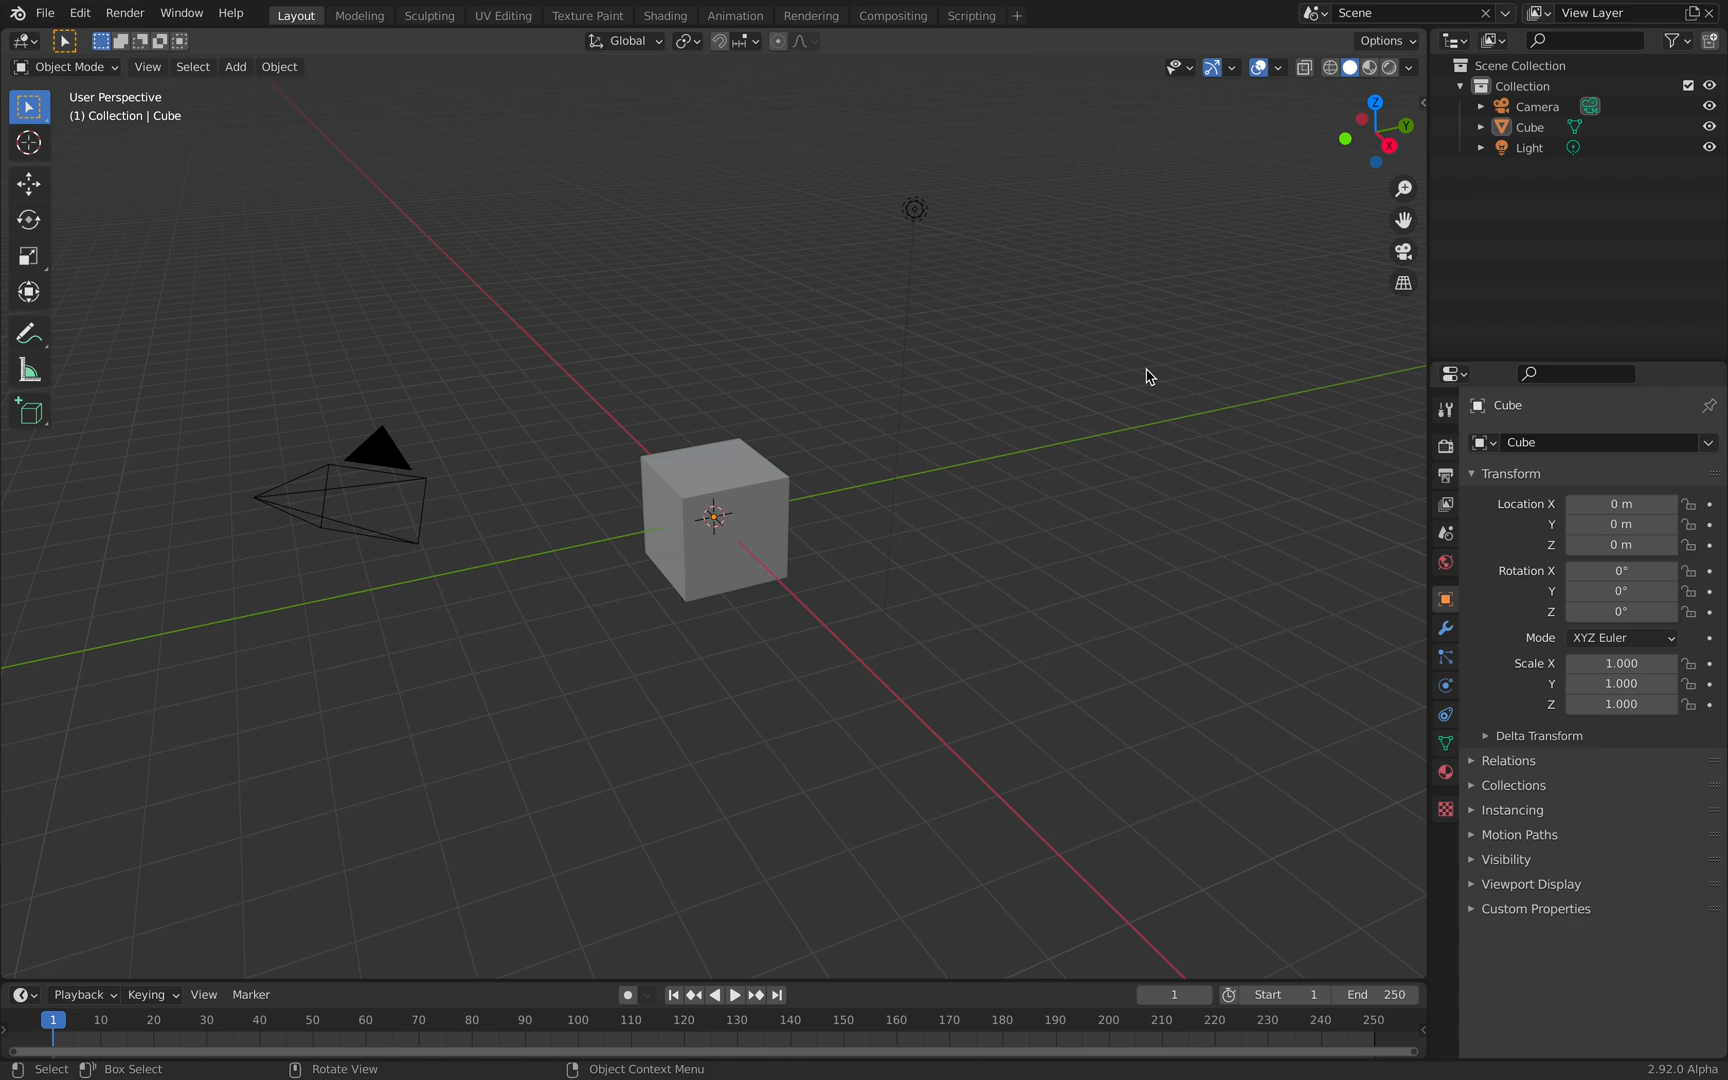 File Edit Render Window Help Layout Modeling Sculpting UV Editing Texture Paint Shading Animation Rendering Compositing Scripting + Scene View Layer
Global Options
Object Mode View Select Add Object
User Perspective
(1) Collection | Cube
Z
Y
X
Scene Collection
Collection
Camera
Cube
Light
Cube
Cube
Transform
Location X 0 m
Y 0 m
Z 0 m
Rotation X 0°
Y 0°
Z 0°
Mode XYZ Euler
Scale X 1.000
Y 1.000
Z 1.000
Delta Transform
Relations
Collections
Instancing
Motion Paths
Visibility
Viewport Display
Custom Properties
Playback Keying View Marker 1 Start 1 End 250
1 10 20 30 40 50 60 70 80 90 100 110 120 130 140 150 160 170 180 190 200 210 220 230 240 250
Select Box Select Rotate View Object Context Menu 2.92.0 Alpha